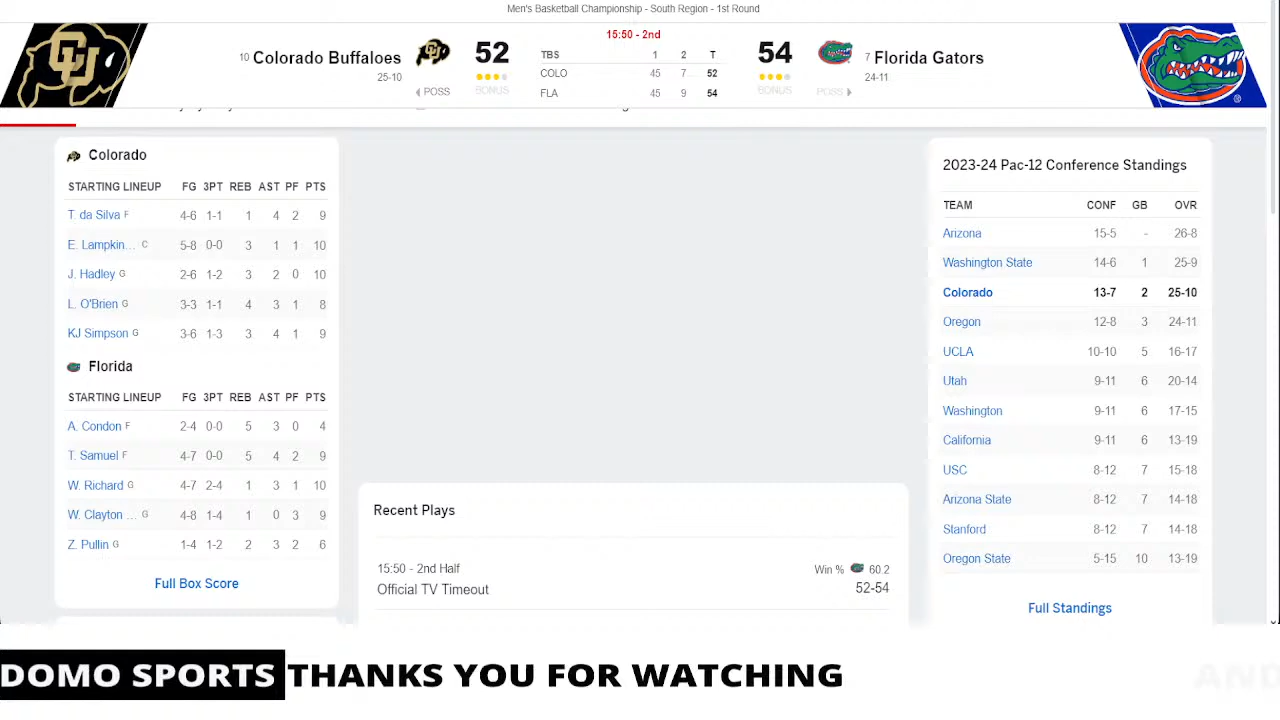 Men's Basketball Championship - South Region - 1st Round
10 Colorado Buffaloes
25-10
52
BONUS
POSS
15:50 - 2nd
TBS 1 2 T
COLO 45 7 52
FLA 45 9 54
54
BONUS
POSS
7 Florida Gators
24-11
Colorado
STARTING LINEUP FG 3PT REB AST PF PTS
T. da Silva F 4-6 1-1 1 4 2 9
E. Lampkin... C 5-8 0-0 3 1 1 10
J. Hadley G 2-6 1-2 3 2 0 10
L. O'Brien G 3-3 1-1 4 3 1 8
KJ Simpson G 3-6 1-3 3 4 1 9
Florida
STARTING LINEUP FG 3PT REB AST PF PTS
A. Condon F 2-4 0-0 5 3 0 4
T. Samuel F 4-7 0-0 5 4 2 9
W. Richard G 4-7 2-4 1 3 1 10
W. Clayton ... G 4-8 1-4 1 0 3 9
Z. Pullin G 1-4 1-2 2 3 2 6
Full Box Score
Recent Plays
15:50 - 2nd Half
Official TV Timeout
Win % 60.2
52-54
2023-24 Pac-12 Conference Standings
TEAM CONF GB OVR
Arizona 15-5 - 26-8
Washington State 14-6 1 25-9
Colorado 13-7 2 25-10
Oregon 12-8 3 24-11
UCLA 10-10 5 16-17
Utah 9-11 6 20-14
Washington 9-11 6 17-15
California 9-11 6 13-19
USC 8-12 7 15-18
Arizona State 8-12 7 14-18
Stanford 8-12 7 14-18
Oregon State 5-15 10 13-19
Full Standings
DOMO SPORTS THANKS YOU FOR WATCHING